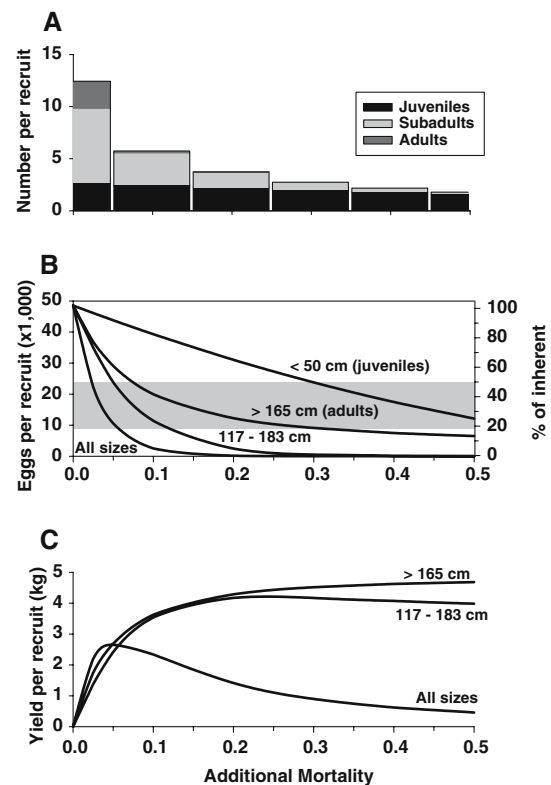 A
Number per recruit
15
10
5
0
Juveniles
Subadults
Adults
B
Eggs per recruit (x1,000)
50
40
30
20
10
0
100
80
60
40
20
0
% of inherent
< 50 cm (juveniles)
> 165 cm (adults)
117 - 183 cm
All sizes
0.0 0.1 0.2 0.3 0.4 0.5
C
Yield per recruit (kg)
5
4
3
2
1
0
> 165 cm
117 - 183 cm
All sizes
0.0 0.1 0.2 0.3 0.4 0.5
Additional Mortality